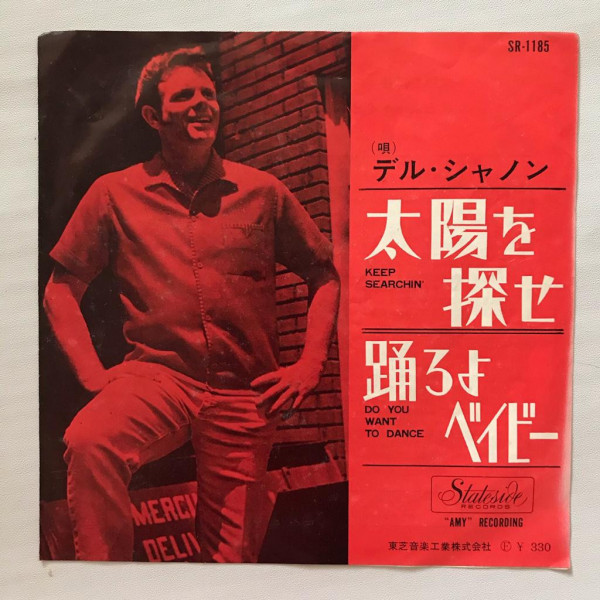 SR-1185
(唄)
デル・シャノン
太陽を
KEEP
SEARCHIN'
探せ
踊ろよ
DO YOU
WANT
TO DANCE
ベイビー
Stateside
RECORDS
"AMY" RECORDING
東芝音楽工業株式会社 Ⓟ ¥ 330
MERCU
DELIV